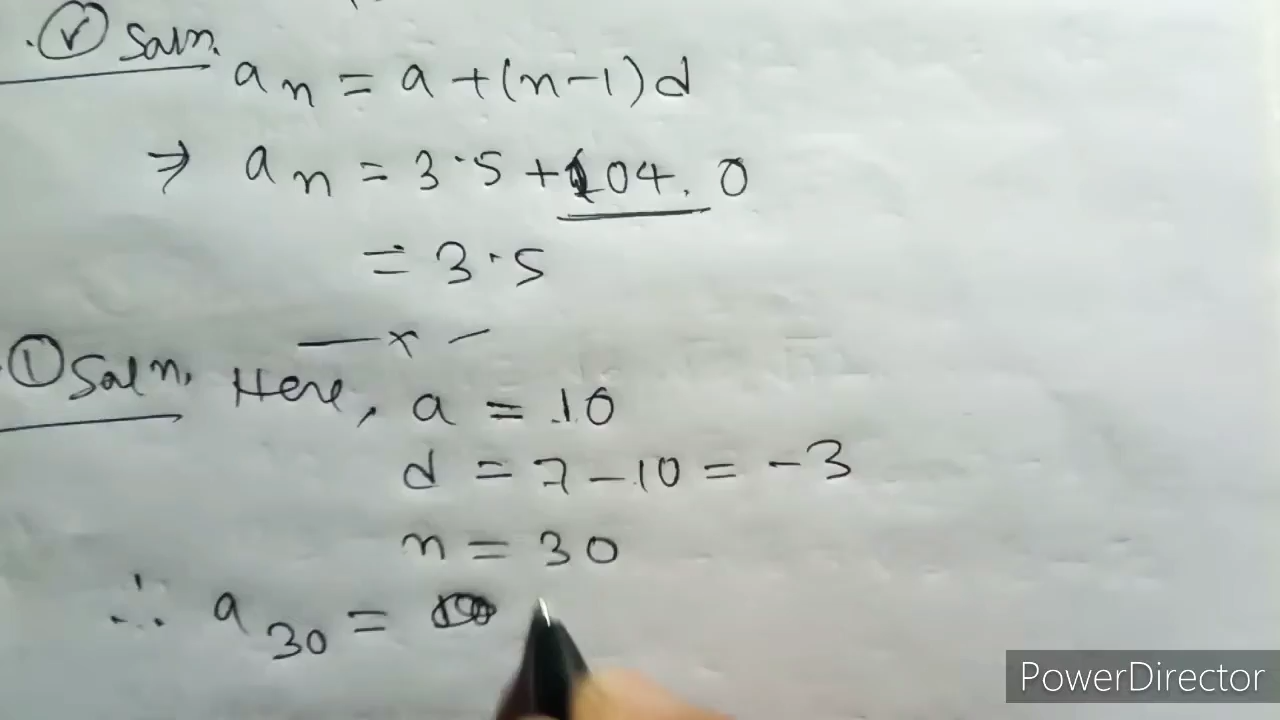 (v) Soln.
an = a + (n-1)d
⇒ an = 3.5 + 104.0
= 3.5
—x—
(1) Soln. Here, a = 10
d = 7 - 10 = -3
n = 30
∴ a30 =
PowerDirector